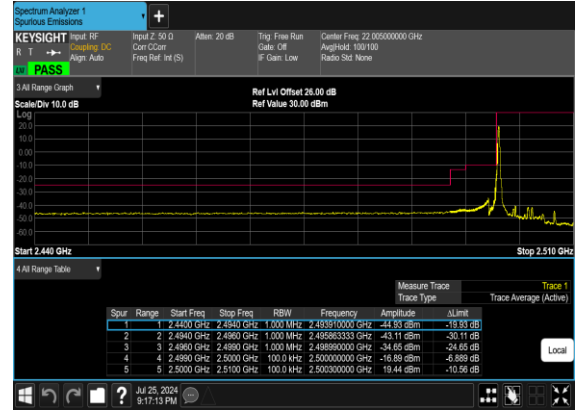 Spectrum Analyzer 1
Spurious Emissions
KEYSIGHT Input: RF Input Z: 50 Ω Atten: 20 dB Trig: Free Run Center Freq: 22.005000000 GHz
R T Coupling: DC Corr CCorr Gate: Off Avg|Hold: 100/100
Align: Auto Freq Ref: Int (S) IF Gain: Low Radio Std: None
PASS
3 All Range Graph Ref Lvl Offset 26.00 dB
Scale/Div 10.0 dB Ref Value 30.00 dBm
Log
20.0
10.0
0.00
-10.0
-20.0
-30.0
-40.0
-50.0
-60.0
Start 2.440 GHz Stop 2.510 GHz
4 All Range Table
Measure Trace Trace 1
Trace Type Trace Average (Active)
Spur Range Start Freq Stop Freq RBW Frequency Amplitude ΔLimit
1 1 2.4400 GHz 2.4940 GHz 1.000 MHz 2.493910000 GHz -44.93 dBm -19.93 dB
2 2 2.4940 GHz 2.4960 GHz 1.000 MHz 2.495863333 GHz -43.11 dBm -30.11 dB
3 3 2.4960 GHz 2.4990 GHz 1.000 MHz 2.498990000 GHz -34.65 dBm -24.65 dB
4 4 2.4990 GHz 2.5000 GHz 100.0 kHz 2.500000000 GHz -16.89 dBm -6.889 dB
5 5 2.5000 GHz 2.5100 GHz 100.0 kHz 2.500300000 GHz 19.44 dBm -10.56 dB
Local
? Jul 25, 2024
9:17:13 PM